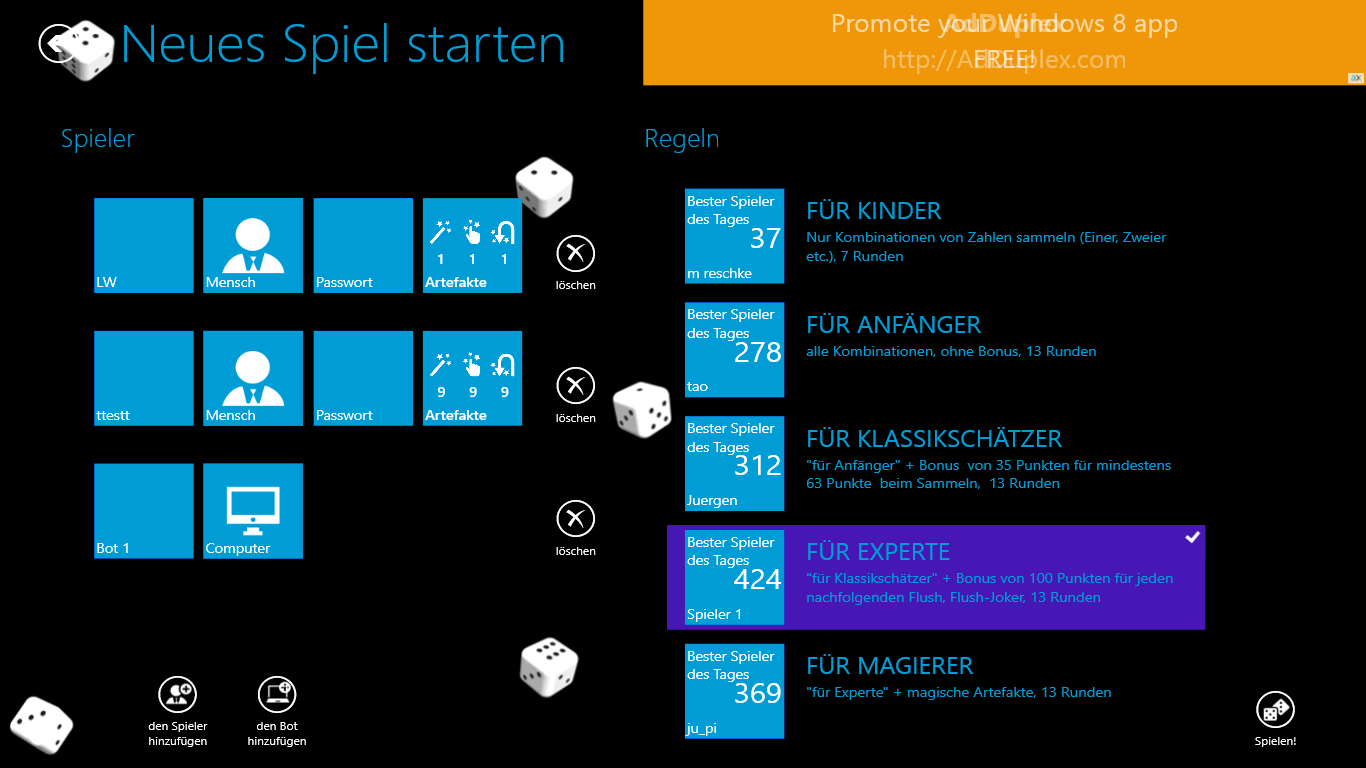 Neues Spiel starten
Promote your Windows 8 app
FREE!
AdDuplex
http://AdDuplex.com
Spieler
LW
Mensch
Passwort
1 1 1
Artefakte
löschen
ttestt
Mensch
Passwort
9 9 9
Artefakte
löschen
Bot 1
Computer
löschen
den Spieler
hinzufügen
den Bot
hinzufügen
Regeln
Bester Spieler
des Tages
37
m reschke
FÜR KINDER
Nur Kombinationen von Zahlen sammeln (Einer, Zweier
etc.), 7 Runden
Bester Spieler
des Tages
278
tao
FÜR ANFÄNGER
alle Kombinationen, ohne Bonus, 13 Runden
Bester Spieler
des Tages
312
Juergen
FÜR KLASSIKSCHÄTZER
"für Anfänger" + Bonus  von 35 Punkten für mindestens
63 Punkte  beim Sammeln,  13 Runden
Bester Spieler
des Tages
424
Spieler 1
FÜR EXPERTE
"für Klassikschätzer" + Bonus von 100 Punkten für jeden
nachfolgenden Flush, Flush-Joker, 13 Runden
Bester Spieler
des Tages
369
ju_pi
FÜR MAGIERER
"für Experte" + magische Artefakte, 13 Runden
Spielen!
ax